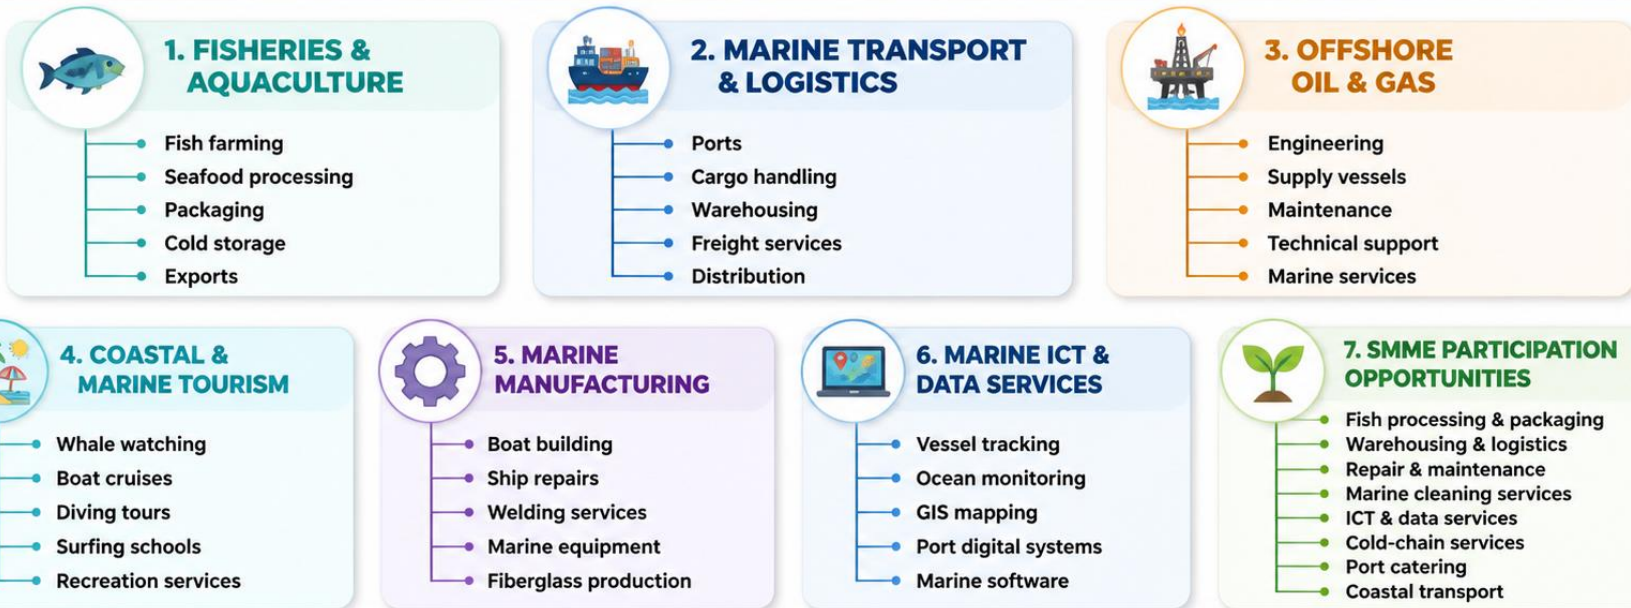 1. FISHERIES &
AQUACULTURE
Fish farming
Seafood processing
Packaging
Cold storage
Exports
2. MARINE TRANSPORT
& LOGISTICS
Ports
Cargo handling
Warehousing
Freight services
Distribution
3. OFFSHORE
OIL & GAS
Engineering
Supply vessels
Maintenance
Technical support
Marine services
4. COASTAL &
MARINE TOURISM
Whale watching
Boat cruises
Diving tours
Surfing schools
Recreation services
5. MARINE
MANUFACTURING
Boat building
Ship repairs
Welding services
Marine equipment
Fiberglass production
6. MARINE ICT &
DATA SERVICES
Vessel tracking
Ocean monitoring
GIS mapping
Port digital systems
Marine software
7. SMME PARTICIPATION
OPPORTUNITIES
Fish processing & packaging
Warehousing & logistics
Repair & maintenance
Marine cleaning services
ICT & data services
Cold-chain services
Port catering
Coastal transport